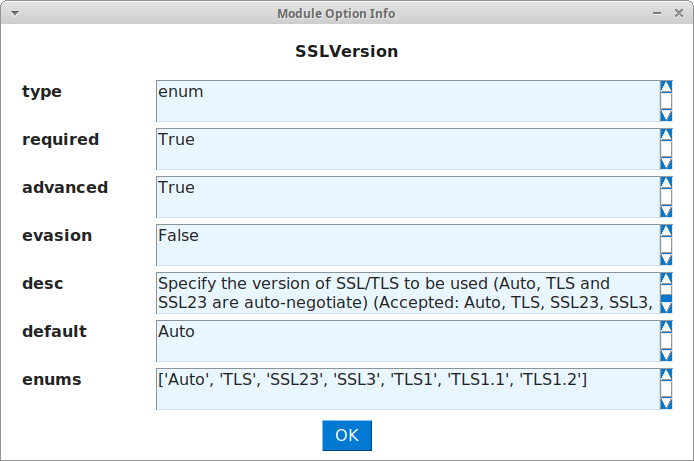 Module Option Info
SSLVersion
type
enum
required
True
advanced
True
evasion
False
desc
Specify the version of SSL/TLS to be used (Auto, TLS and
SSL23 are auto-negotiate) (Accepted: Auto, TLS, SSL23, SSL3,
default
Auto
enums
['Auto', 'TLS', 'SSL23', 'SSL3', 'TLS1', 'TLS1.1', 'TLS1.2']
OK